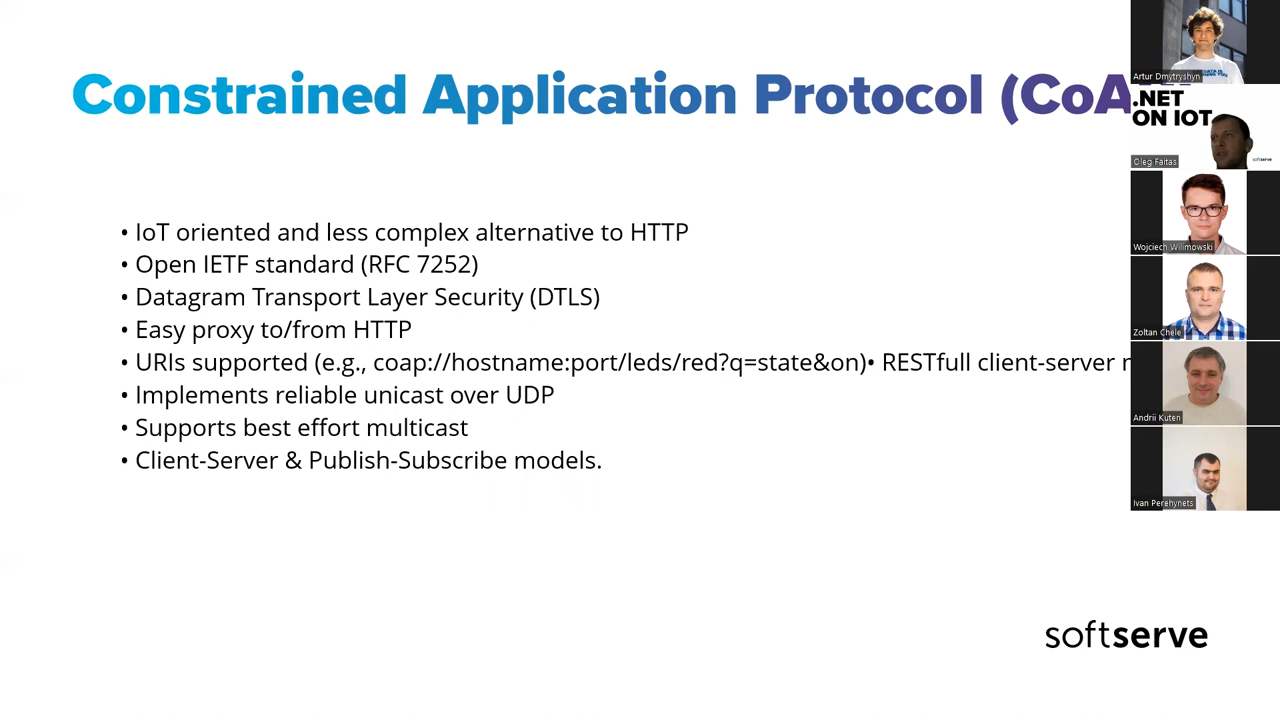 Constrained Application Protocol (CoA
• IoT oriented and less complex alternative to HTTP
• Open IETF standard (RFC 7252)
• Datagram Transport Layer Security (DTLS)
• Easy proxy to/from HTTP
• URIs supported (e.g., coap://hostname:port/leds/red?q=state&on)• RESTfull client-server
• Implements reliable unicast over UDP
• Supports best effort multicast
• Client-Server & Publish-Subscribe models.
softserve
Artur Dmytryshyn
.NET
ON IOT
softserve
Oleg Faitas
Wojciech Wilimowski
Zoltan Chele
Andrii Kuten
Ivan Perehynets